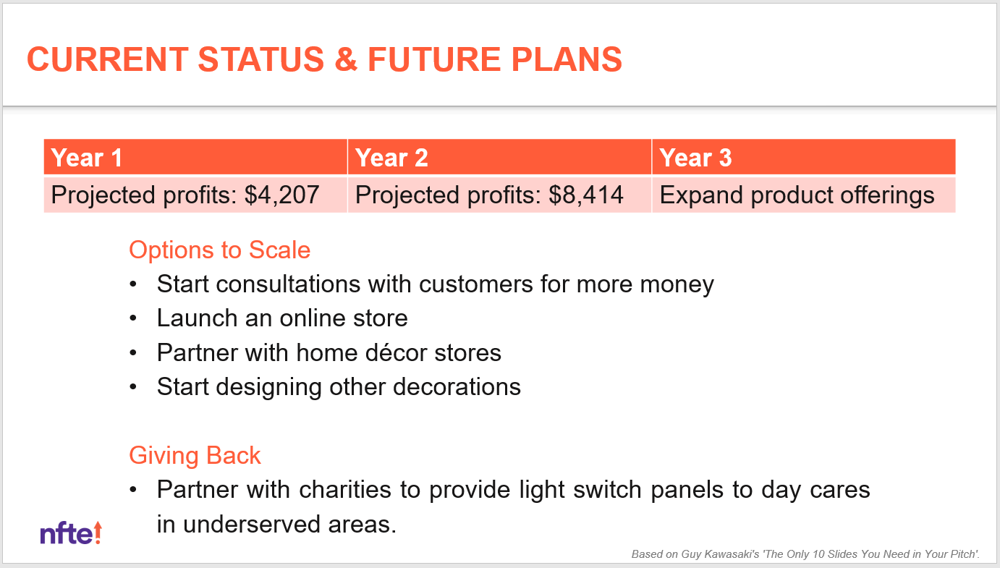 CURRENT STATUS & FUTURE PLANS
Year 1 Year 2 Year 3
Projected profits: $4,207 Projected profits: $8,414 Expand product offerings
Options to Scale
• Start consultations with customers for more money
• Launch an online store
• Partner with home décor stores
• Start designing other decorations
Giving Back
• Partner with charities to provide light switch panels to day cares
in underserved areas.
nfte!
Based on Guy Kawasaki's 'The Only 10 Slides You Need in Your Pitch'.